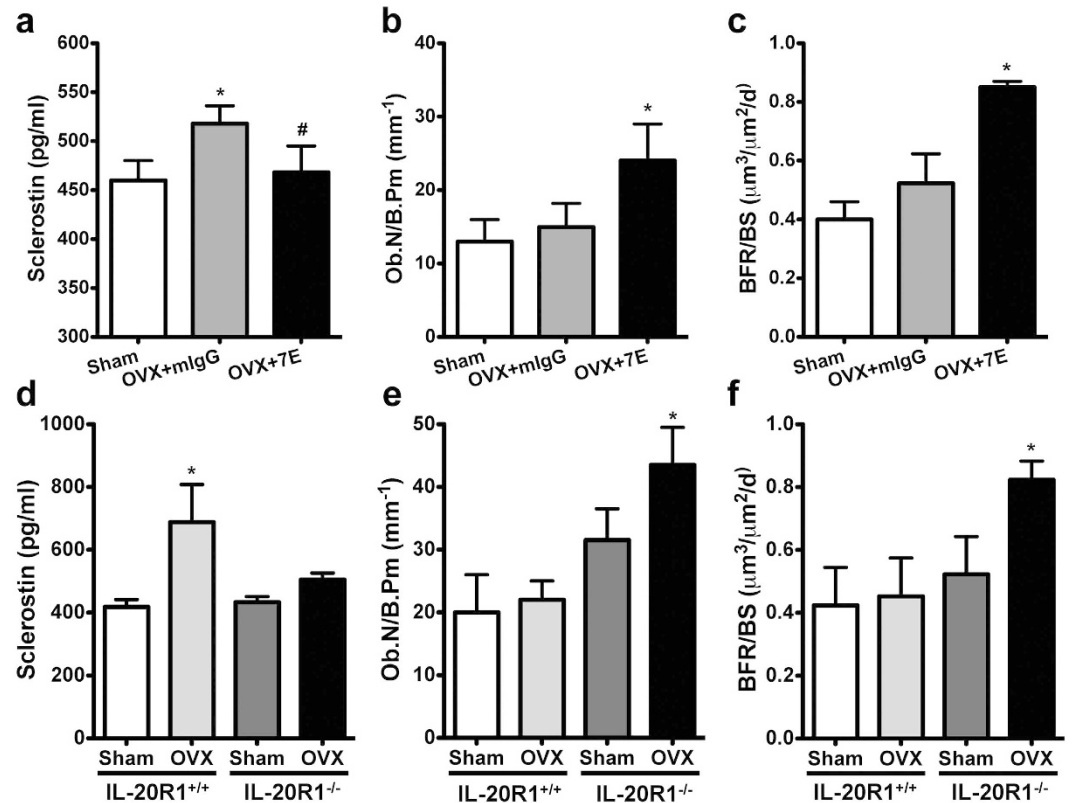 a
Sclerostin (pg/ml)
600
550
500
450
400
350
300
*
#
Sham
OVX+mIgG
OVX+7E
b
Ob.N/B.Pm (mm⁻¹)
40
30
20
10
0
*
Sham
OVX+mIgG
OVX+7E
c
BFR/BS (μm³/μm²/d)
1.0
0.8
0.6
0.4
0.2
0.0
*
Sham
OVX+mIgG
OVX+7E
d
Sclerostin (pg/ml)
1000
800
600
400
200
0
*
Sham OVX Sham OVX
IL-20R1⁺/⁺ IL-20R1⁻/⁻
e
Ob.N/B.Pm (mm⁻¹)
50
40
30
20
10
0
*
Sham OVX Sham OVX
IL-20R1⁺/⁺ IL-20R1⁻/⁻
f
BFR/BS (μm³/μm²/d)
1.0
0.8
0.6
0.4
0.2
0.0
*
Sham OVX Sham OVX
IL-20R1⁺/⁺ IL-20R1⁻/⁻